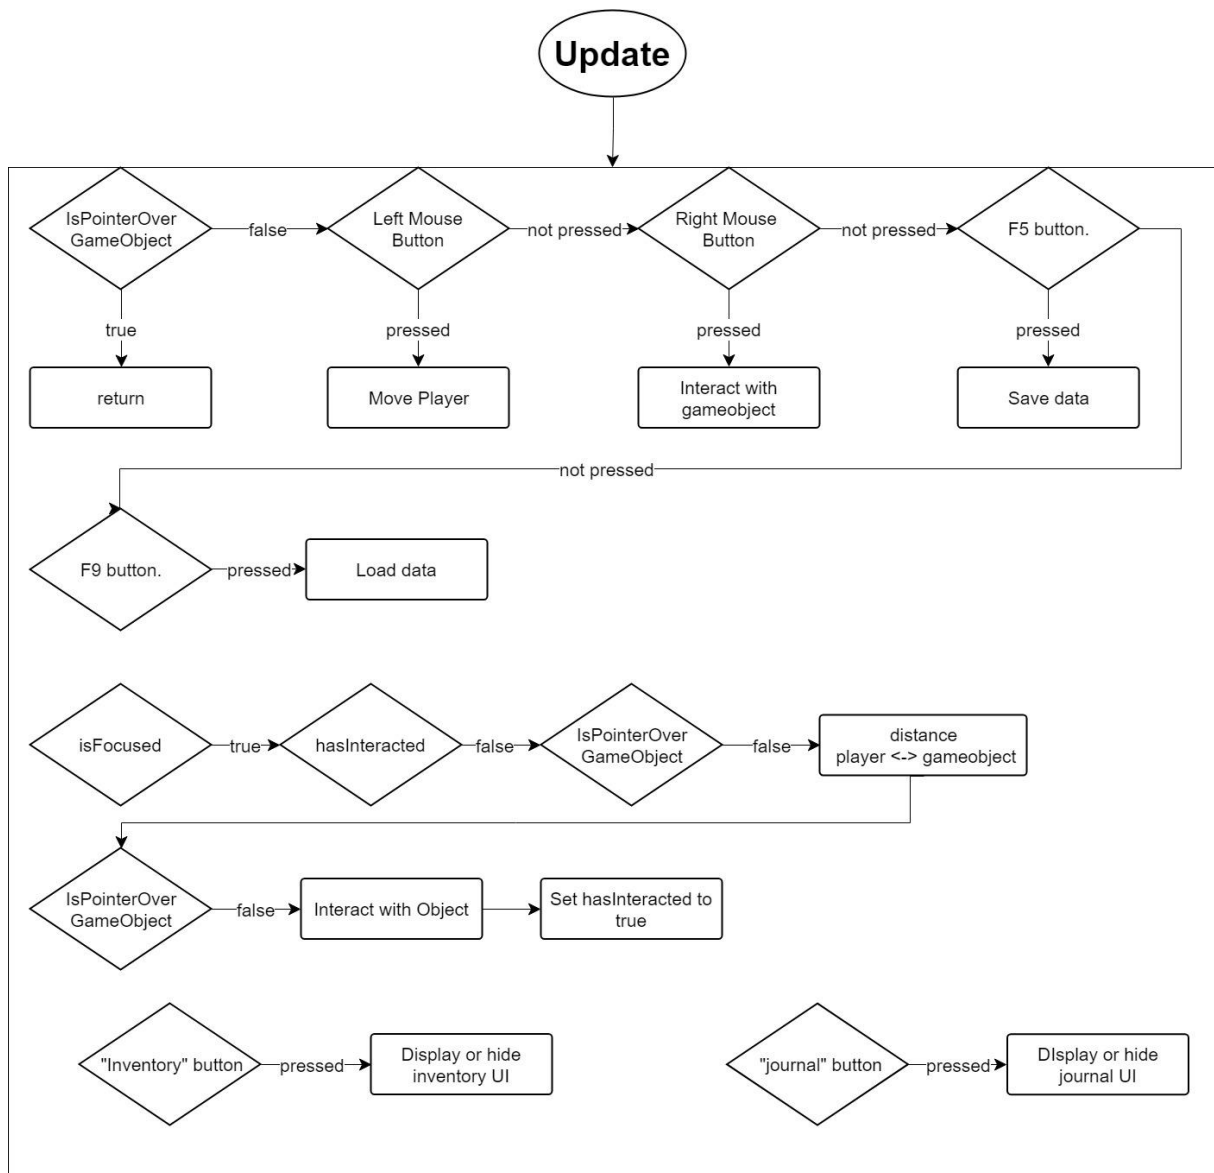 Update
IsPointerOver
GameObject
false
Left Mouse
Button
not pressed
Right Mouse
Button
not pressed
F5 button.
true
pressed
pressed
pressed
return
Move Player
Interact with
gameobject
Save data
not pressed
F9 button.
pressed
Load data
isFocused
true
hasInteracted
false
IsPointerOver
GameObject
false
distance
player <-> gameobject
IsPointerOver
GameObject
false
Interact with Object
Set hasInteracted to
true
"Inventory" button
pressed
Display or hide
inventory UI
"journal" button
pressed
DIsplay or hide
journal UI